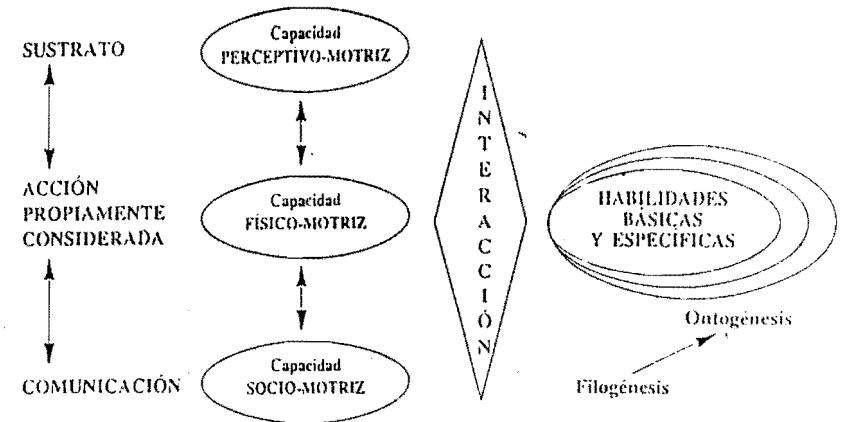 SUSTRATO
ACCIÓN
PROPIAMENTE
CONSIDERADA
COMUNICACIÓN
Capacidad
PERCEPTIVO-MOTRIZ
Capacidad
FÍSICO-MOTRIZ
Capacidad
SOCIO-MOTRIZ
INTERACCIÓN
HABILIDADES
BÁSICAS
Y ESPECÍFICAS
Ontogénesis
Filogénesis